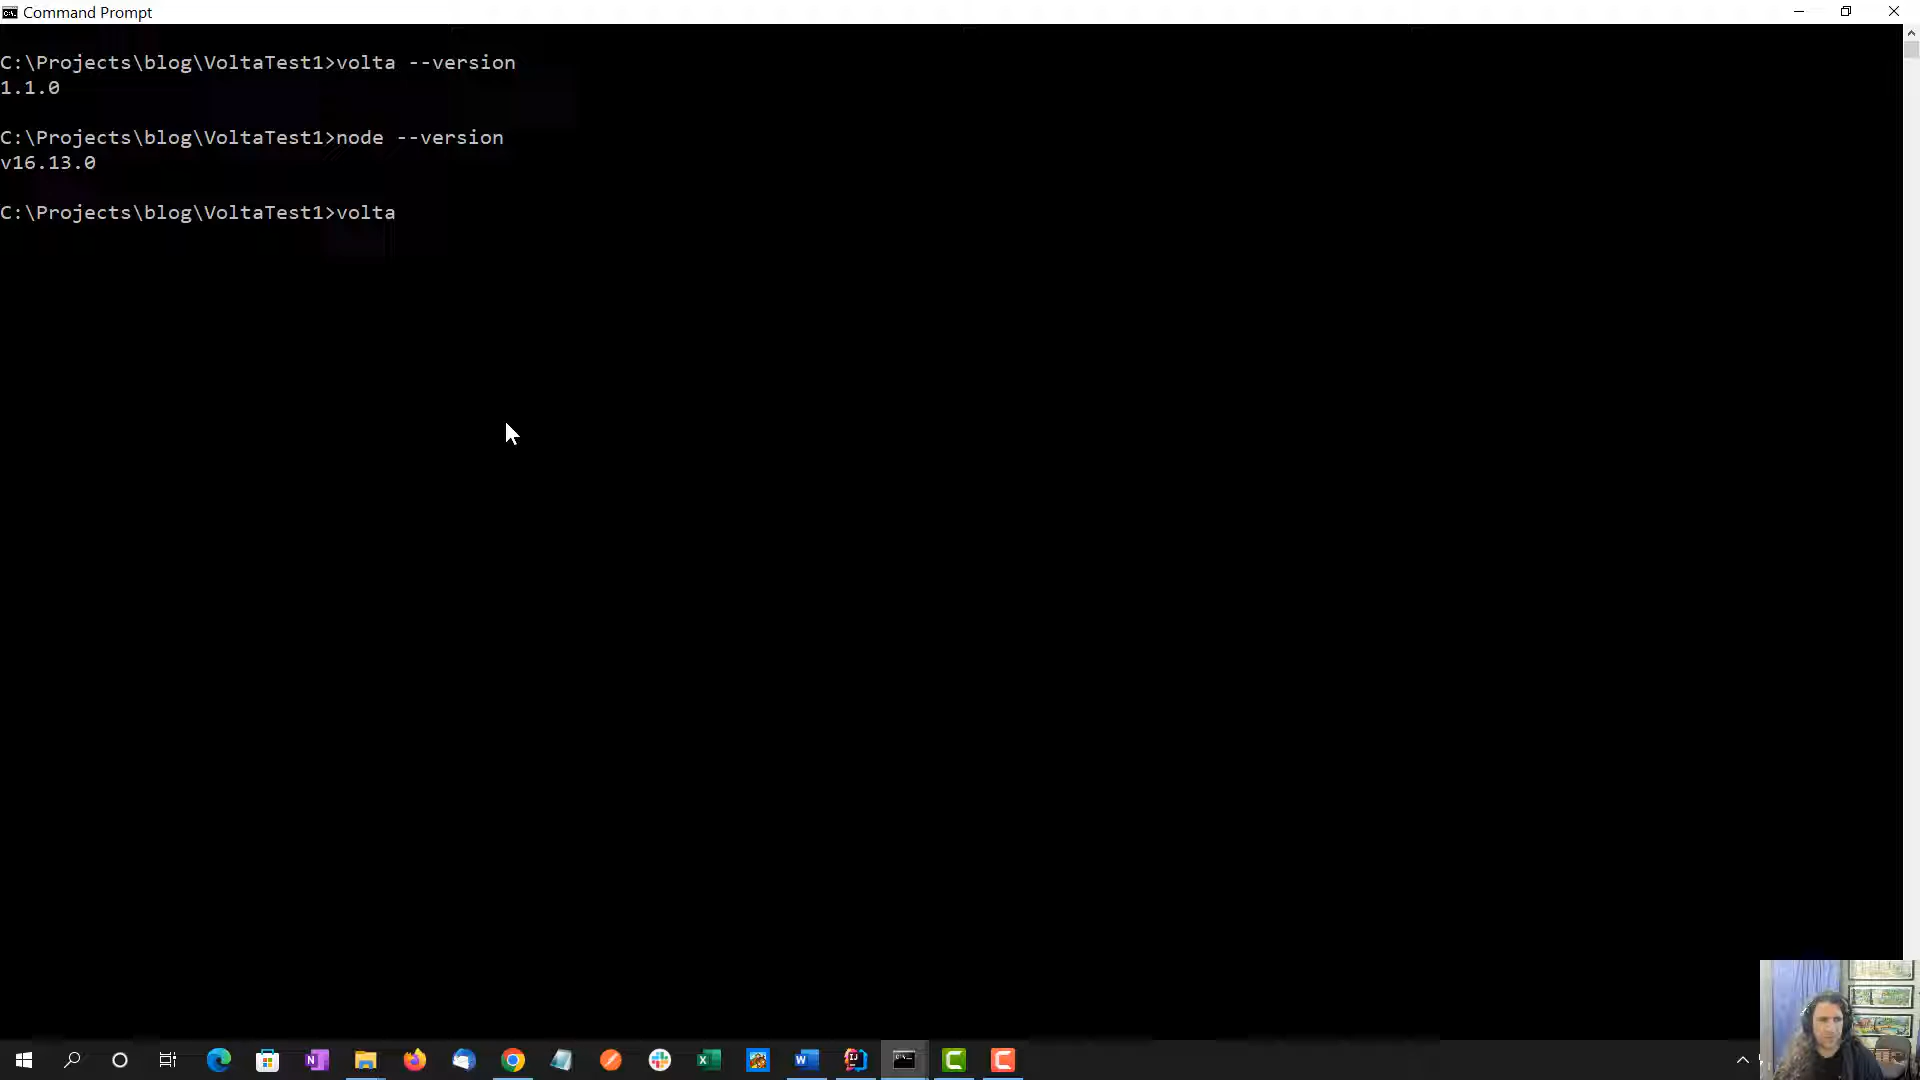 Command Prompt
C:\Projects\blog\VoltaTest1>volta --version
1.1.0
C:\Projects\blog\VoltaTest1>node --version
v16.13.0
C:\Projects\blog\VoltaTest1>volta